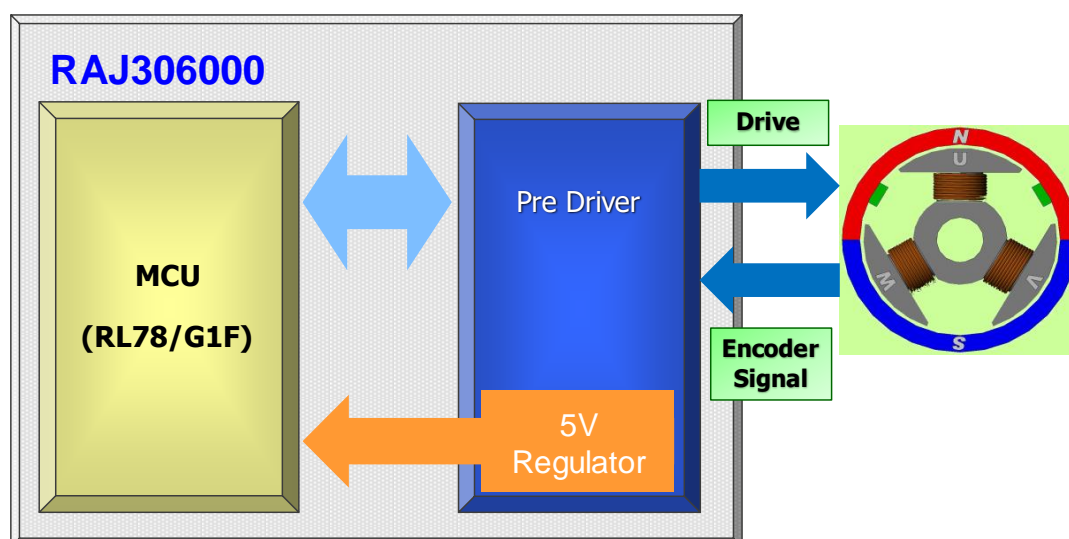 RAJ306000
MCU
(RL78/G1F)
Pre Driver
5V
Regulator
Drive
Encoder
Signal
N
U
W
V
S